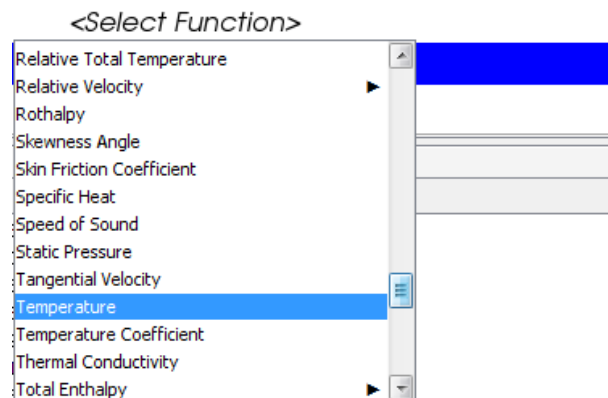 <Select Function>
Relative Total Temperature
Relative Velocity
Rothalpy
Skewness Angle
Skin Friction Coefficient
Specific Heat
Speed of Sound
Static Pressure
Tangential Velocity
Temperature
Temperature Coefficient
Thermal Conductivity
Total Enthalpy